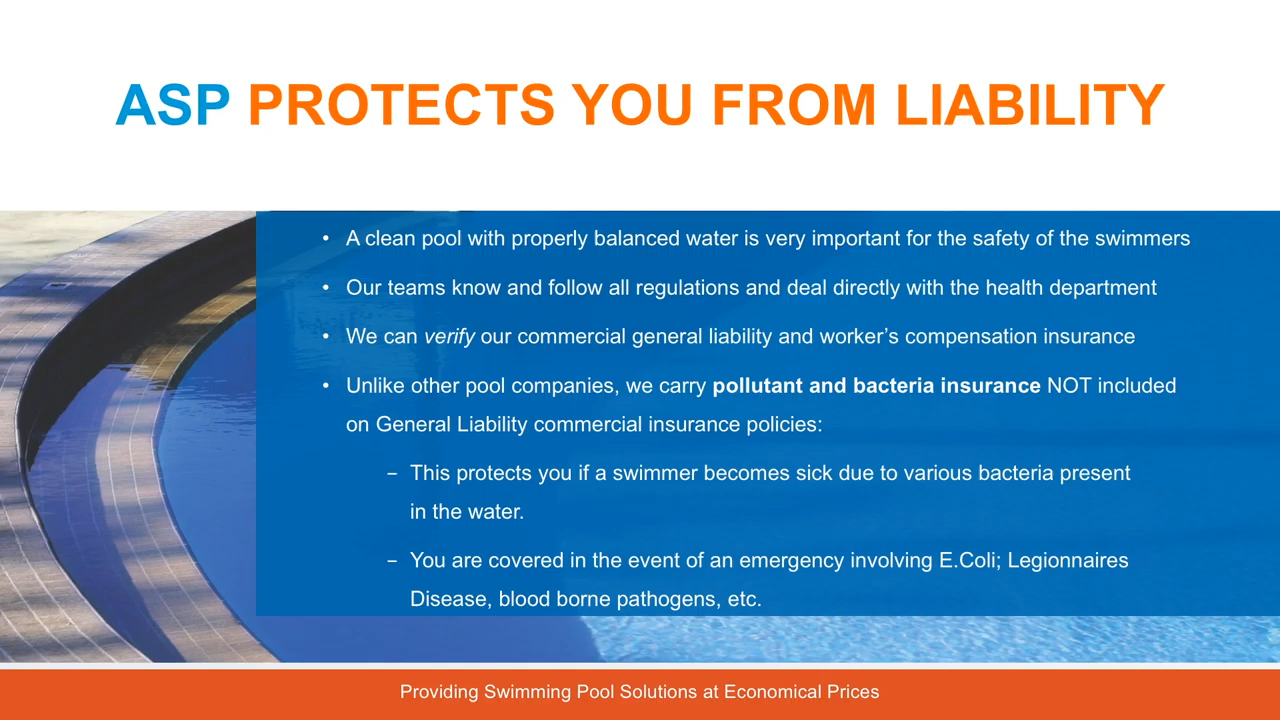 ASP PROTECTS YOU FROM LIABILITY
• A clean pool with properly balanced water is very important for the safety of the swimmers
• Our teams know and follow all regulations and deal directly with the health department
• We can verify our commercial general liability and worker’s compensation insurance
• Unlike other pool companies, we carry pollutant and bacteria insurance NOT included
on General Liability commercial insurance policies:
– This protects you if a swimmer becomes sick due to various bacteria present
in the water.
– You are covered in the event of an emergency involving E.Coli; Legionnaires
Disease, blood borne pathogens, etc.
Providing Swimming Pool Solutions at Economical Prices